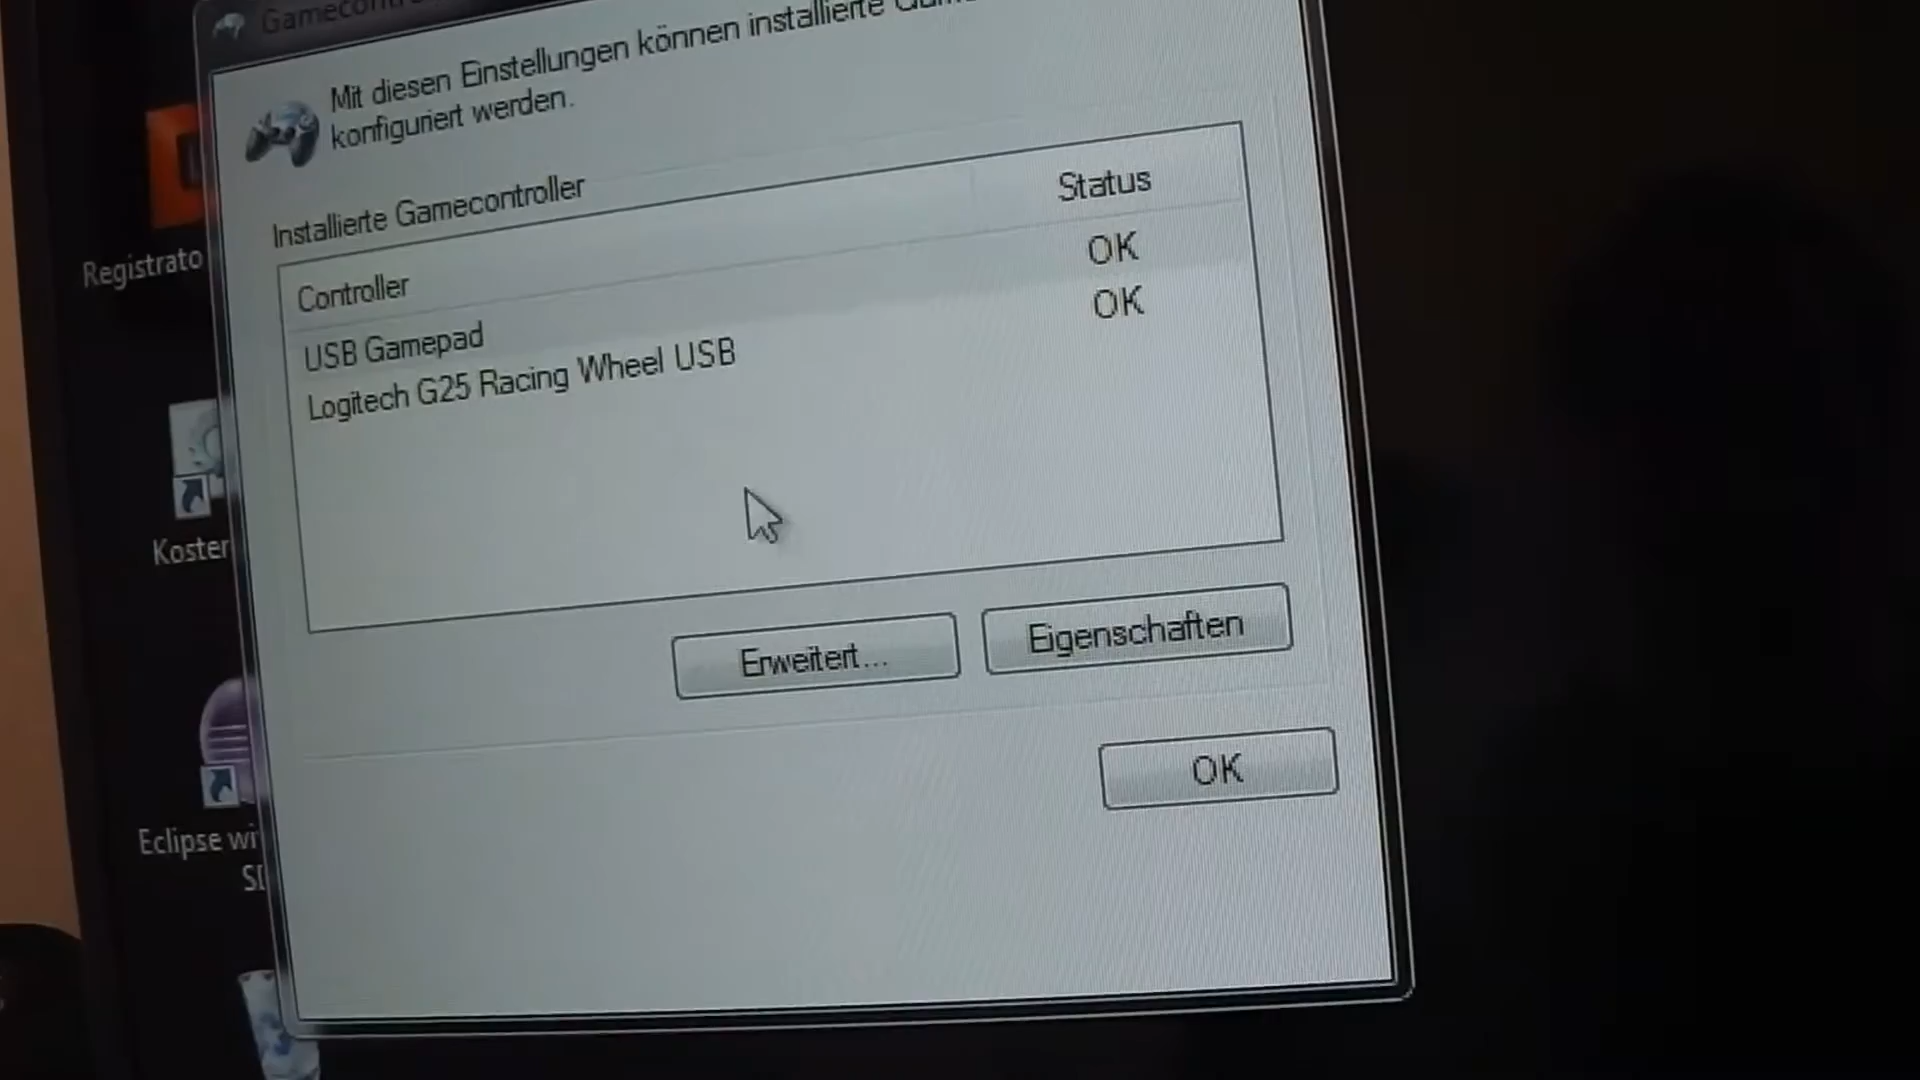 Mit diesen Einstellungen können installierte
konfiguriert werden.
Installierte Gamecontroller
Controller Status
USB Gamepad OK
Logitech G25 Racing Wheel USB OK
Erweitert... Eigenschaften
OK
Registrato
Koster
Eclipse wi